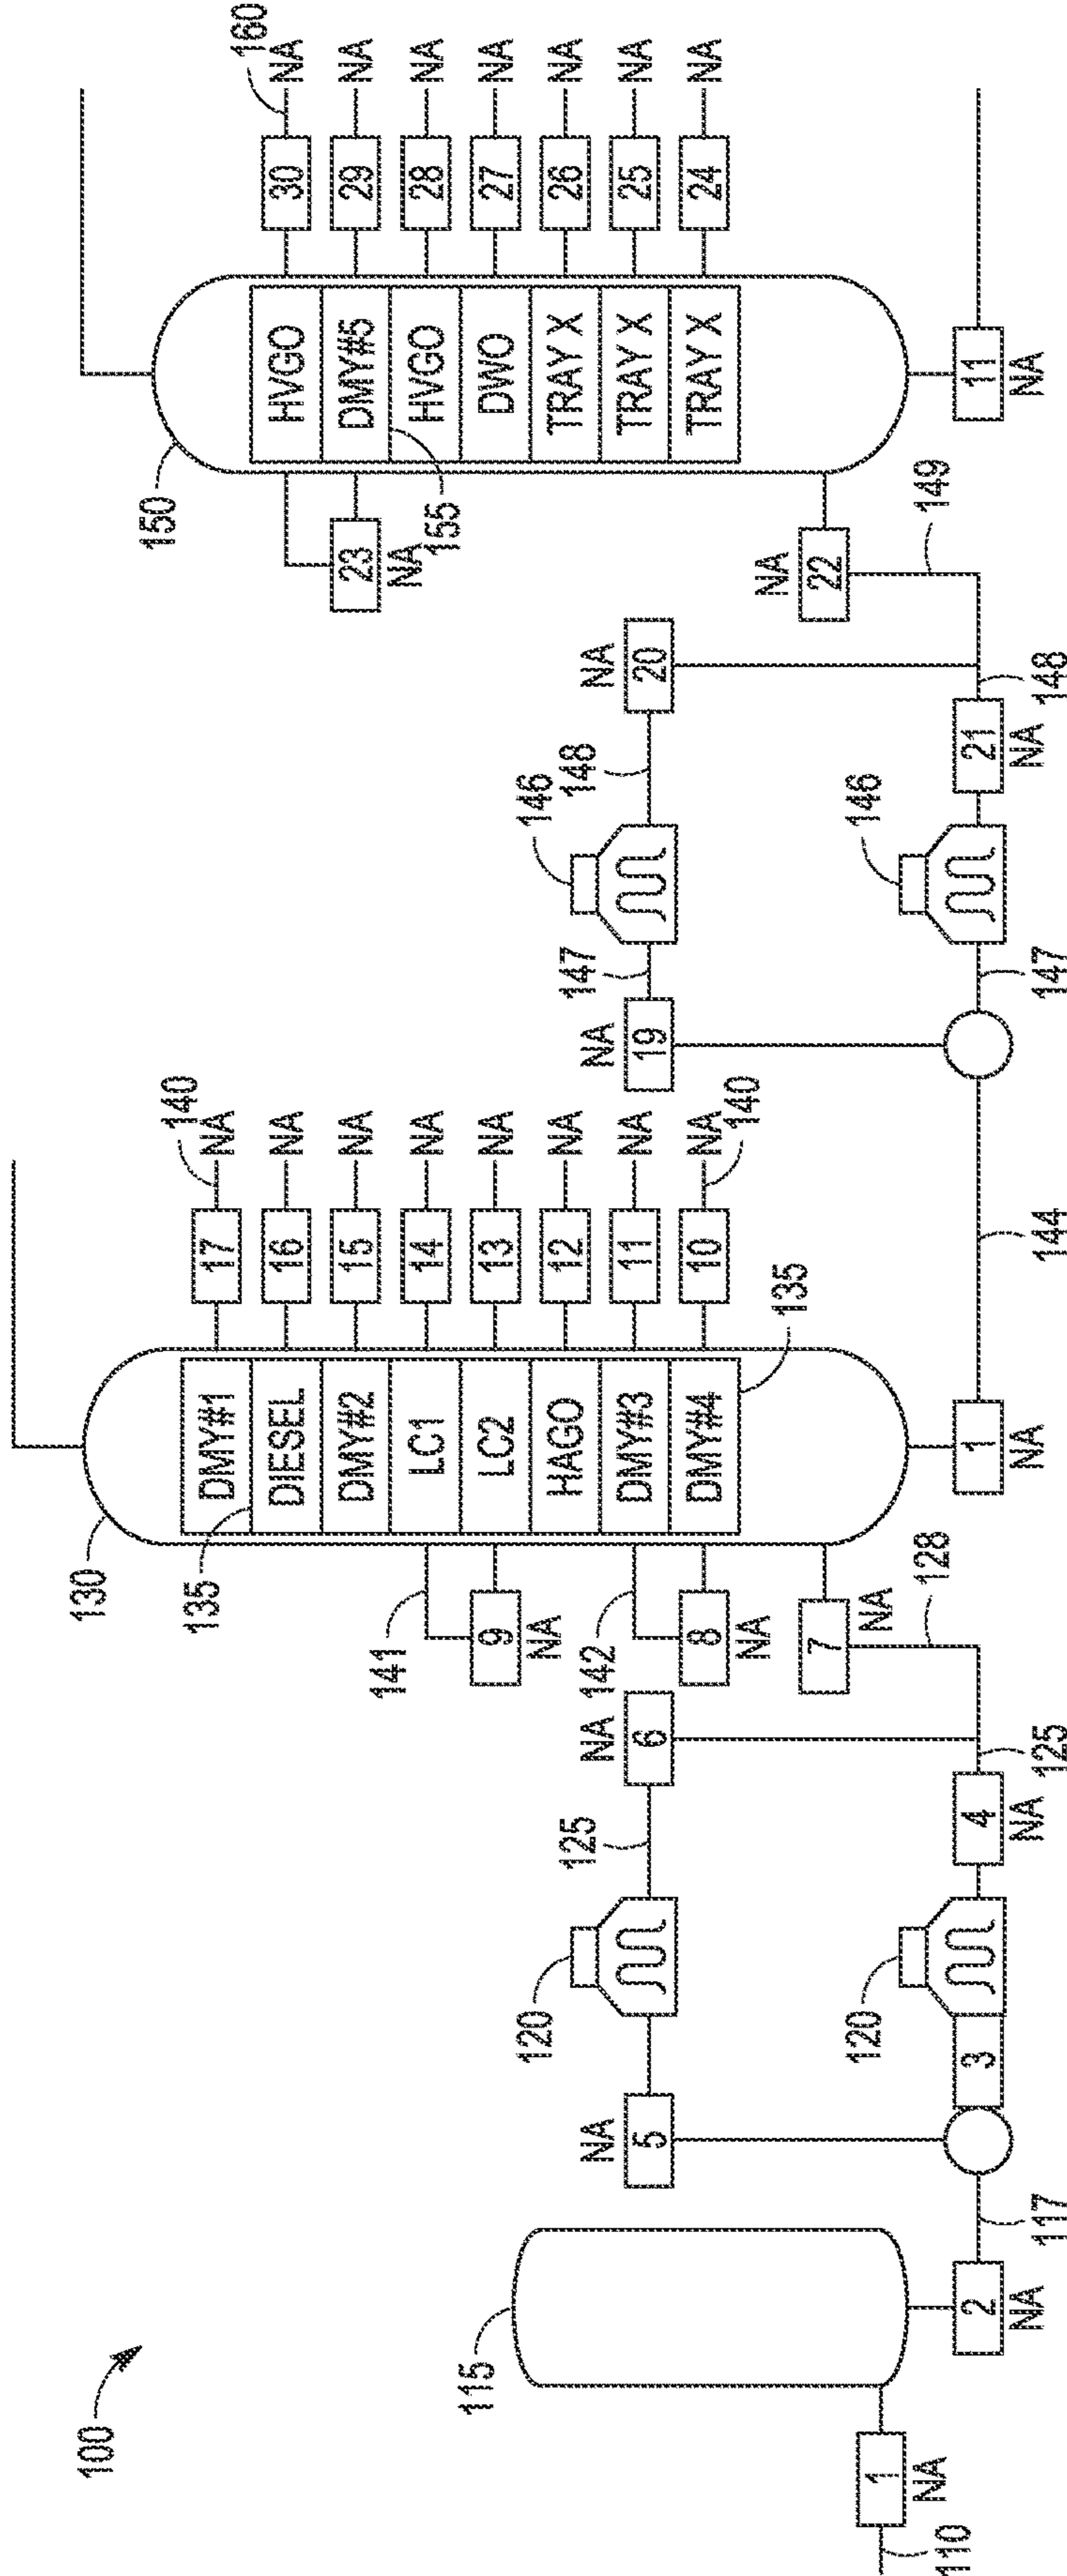 100
110
1
NA
115
2
NA
117
5
NA
3
120
120
125
6
NA
4
NA
125
128
7
NA
130
135
DMY#1
DIESEL
DMY#2
LC1
LC2
HAGO
DMY#3
DMY#4
135
141
9
NA
142
8
NA
17
NA
140
16
NA
15
NA
14
NA
13
NA
12
NA
11
NA
10
NA
140
1
NA
144
19
NA
147
147
146
146
148
20
NA
21
NA
148
149
22
NA
150
23
NA
155
HVGO
DMY#5
HVGO
DWO
TRAY X
TRAY X
TRAY X
30
NA
160
29
NA
28
NA
27
NA
26
NA
25
NA
24
NA
11
NA